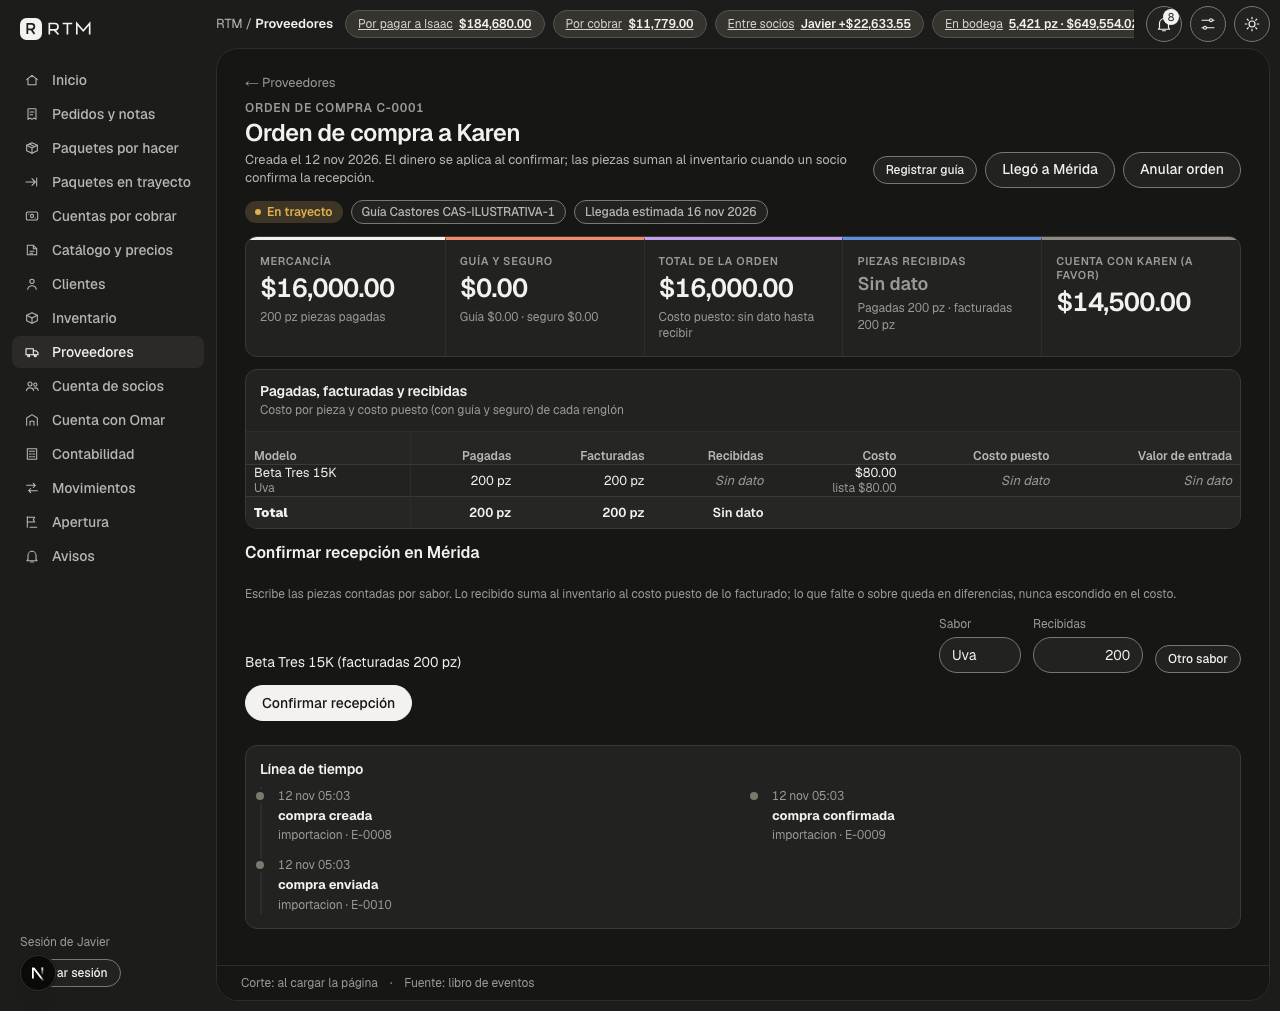 R RTM
RTM / Proveedores
Por pagar a Isaac $184,680.00
Por cobrar $11,779.00
Entre socios Javier +$22,633.55
En bodega 5,421 pz · $649,554.02
8
Inicio
Pedidos y notas
Paquetes por hacer
Paquetes en trayecto
Cuentas por cobrar
Catálogo y precios
Clientes
Inventario
Proveedores
Cuenta de socios
Cuenta con Omar
Contabilidad
Movimientos
Apertura
Avisos
Sesión de Javier
N ar sesión
← Proveedores
ORDEN DE COMPRA C-0001
Orden de compra a Karen
Creada el 12 nov 2026. El dinero se aplica al confirmar; las piezas suman al inventario cuando un socio
confirma la recepción.
Registrar guía
Llegó a Mérida
Anular orden
En trayecto
Guía Castores CAS-ILUSTRATIVA-1
Llegada estimada 16 nov 2026
MERCANCÍA
$16,000.00
200 pz piezas pagadas
GUÍA Y SEGURO
$0.00
Guía $0.00 · seguro $0.00
TOTAL DE LA ORDEN
$16,000.00
Costo puesto: sin dato hasta
recibir
PIEZAS RECIBIDAS
Sin dato
Pagadas 200 pz · facturadas
200 pz
CUENTA CON KAREN (A
FAVOR)
$14,500.00
Pagadas, facturadas y recibidas
Costo por pieza y costo puesto (con guía y seguro) de cada renglón
Modelo Pagadas Facturadas Recibidas Costo Costo puesto Valor de entrada
Beta Tres 15K 200 pz 200 pz Sin dato $80.00 Sin dato Sin dato
Uva lista $80.00
Total 200 pz 200 pz Sin dato
Confirmar recepción en Mérida
Escribe las piezas contadas por sabor. Lo recibido suma al inventario al costo puesto de lo facturado; lo que falte o sobre queda en diferencias, nunca escondido en el costo.
Sabor Recibidas
Beta Tres 15K (facturadas 200 pz) Uva 200 Otro sabor
Confirmar recepción
Línea de tiempo
12 nov 05:03
compra creada
importacion · E-0008
12 nov 05:03
compra confirmada
importacion · E-0009
12 nov 05:03
compra enviada
importacion · E-0010
Corte: al cargar la página · Fuente: libro de eventos